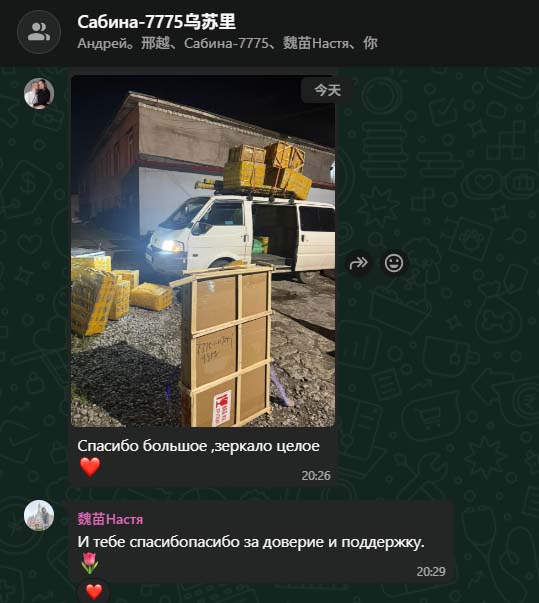 Сабина-7775乌苏里
Андрей。邢越、Сабина-7775、魏苗Настя、你
今天
Спасибо большое ,зеркало целое
❤️
20:26
魏苗Настя
И тебе спасибопасибо за доверие и поддержку.
🌷
20:29
❤️